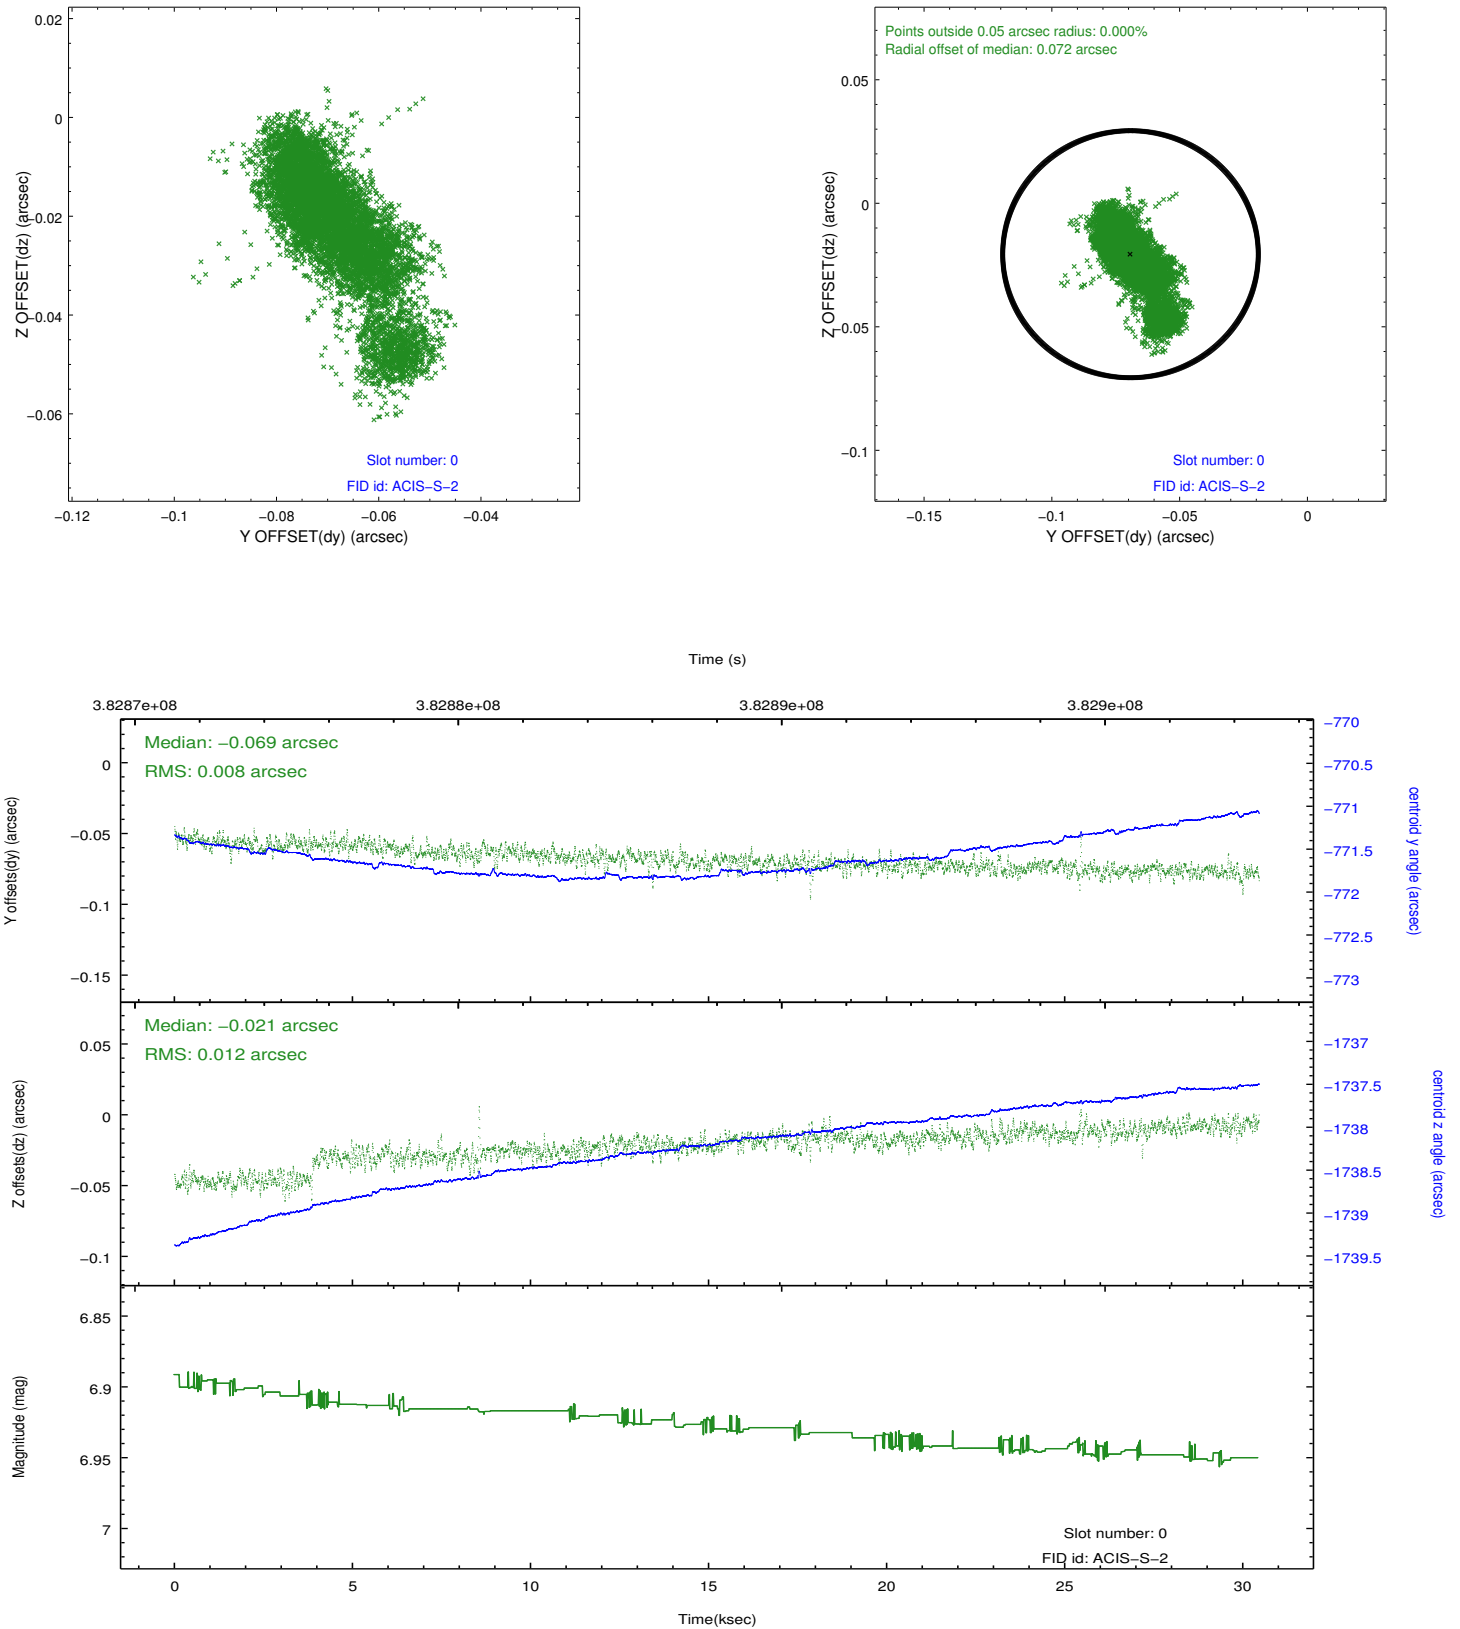 0.02
0
−0.02
−0.04
−0.06
Z OFFSET(dz) (arcsec)
Slot number: 0
FID id: ACIS−S−2
−0.12
−0.1
−0.08
−0.06
−0.04
Y OFFSET(dy) (arcsec)
Points outside 0.05 arcsec radius: 0.000%
Radial offset of median: 0.072 arcsec
0.05
0
−0.05
−0.1
Z OFFSET(dz) (arcsec)
Slot number: 0
FID id: ACIS−S−2
−0.15
−0.1
−0.05
0
Y OFFSET(dy) (arcsec)
Time (s)
3.8287e+08
3.8288e+08
3.8289e+08
3.829e+08
Median: −0.069 arcsec
RMS: 0.008 arcsec
0
−0.05
−0.1
−0.15
Y offsets(dy) (arcsec)
−770
−770.5
−771
−771.5
−772
−772.5
−773
centroid y angle (arcsec)
Median: −0.021 arcsec
RMS: 0.012 arcsec
0.05
0
−0.05
−0.1
Z offsets(dz) (arcsec)
−1737
−1737.5
−1738
−1738.5
−1739
−1739.5
centroid z angle (arcsec)
6.85
6.9
6.95
7
Magnitude (mag)
Slot number: 0
FID id: ACIS−S−2
0
5
10
15
20
25
30
Time(ksec)